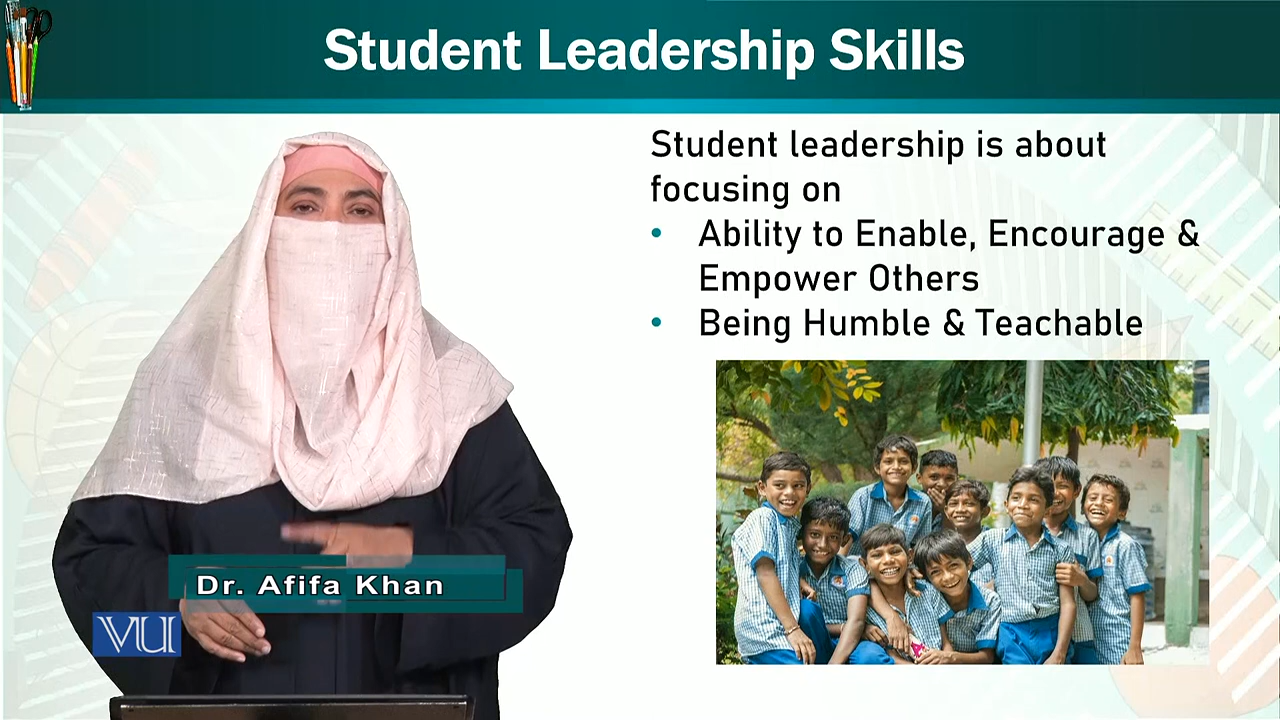 Student Leadership Skills
Student leadership is about
focusing on
• Ability to Enable, Encourage &
Empower Others
• Being Humble & Teachable
Dr. Afifa Khan
VU